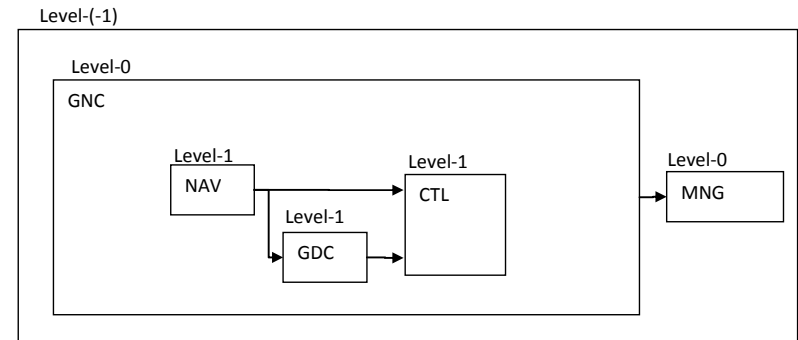 Level-(-1)
Level-0
GNC
Level-1
NAV
Level-1
GDC
Level-1
CTL
Level-0
MNG